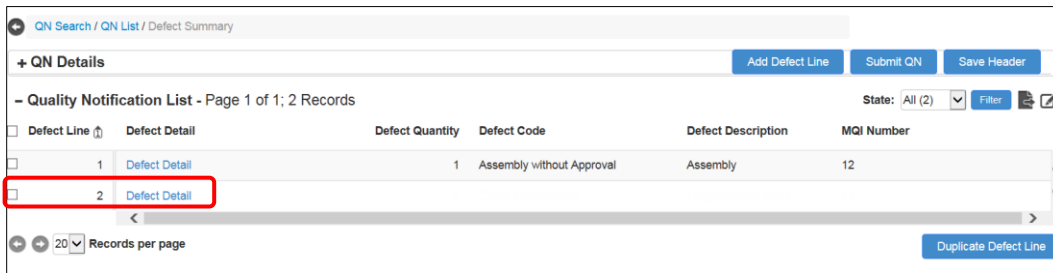 QN Search / QN List / Defect Summary
+ QN Details Add Defect Line Submit QN Save Header
– Quality Notification List - Page 1 of 1; 2 Records State: All (2) Filter
Defect Line Defect Detail Defect Quantity Defect Code Defect Description MQI Number
1 Defect Detail 1 Assembly without Approval Assembly 12
2 Defect Detail
20 Records per page
Duplicate Defect Line